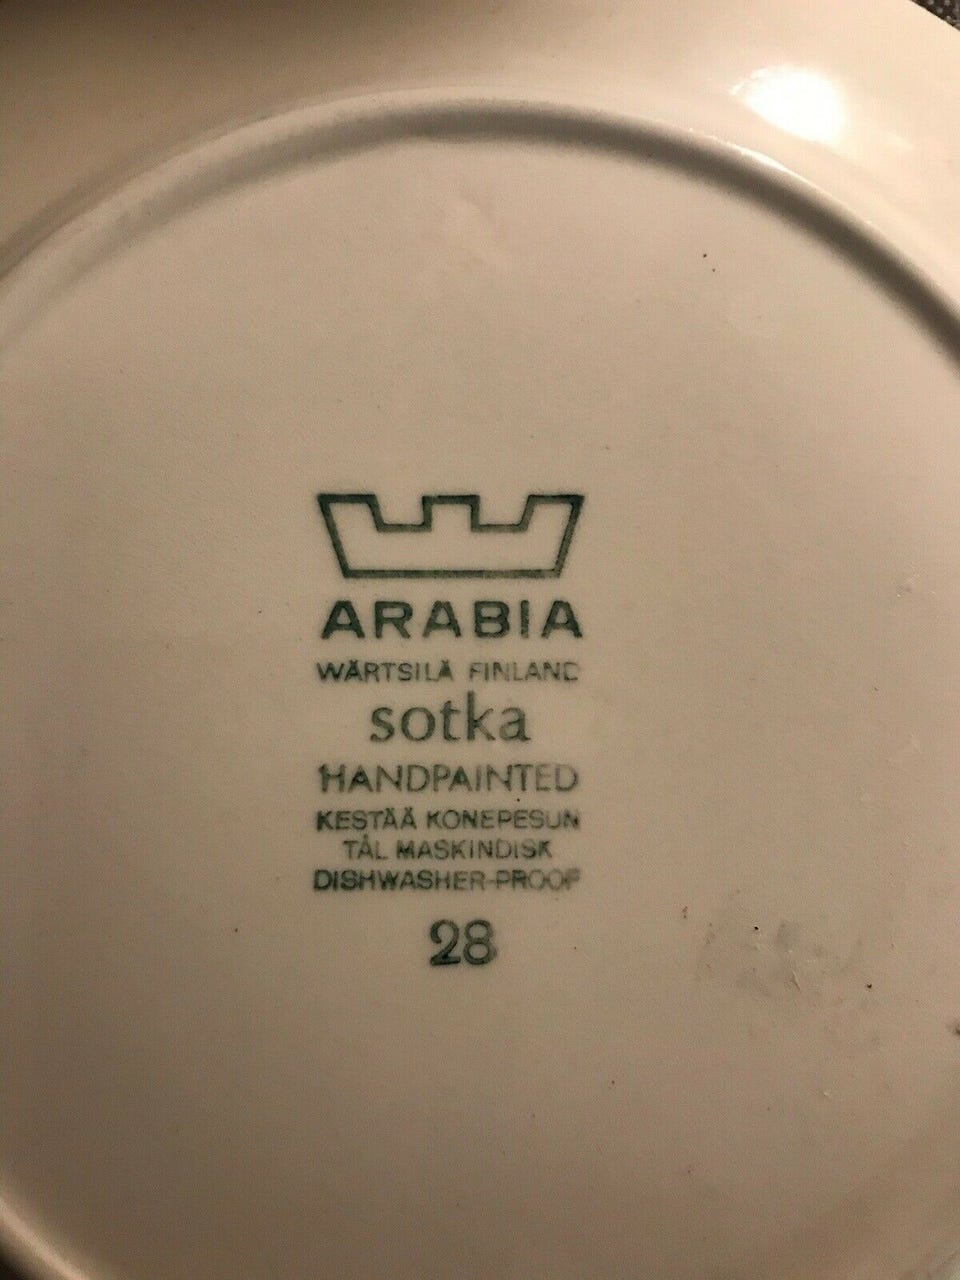 ARABIA
WÄRTSILÄ FINLAND
sotka
HANDPAINTED
KESTÄÄ KONEPESUN
TÅL MASKINDISK
DISHWASHER-PROOF
28